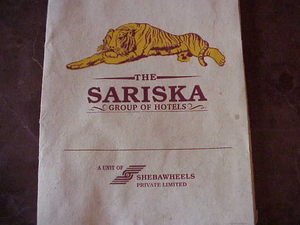 THE
SARISKA
GROUP OF HOTELS
A UNIT OF SHEBAWHEELS
PRIVATE LIMITED